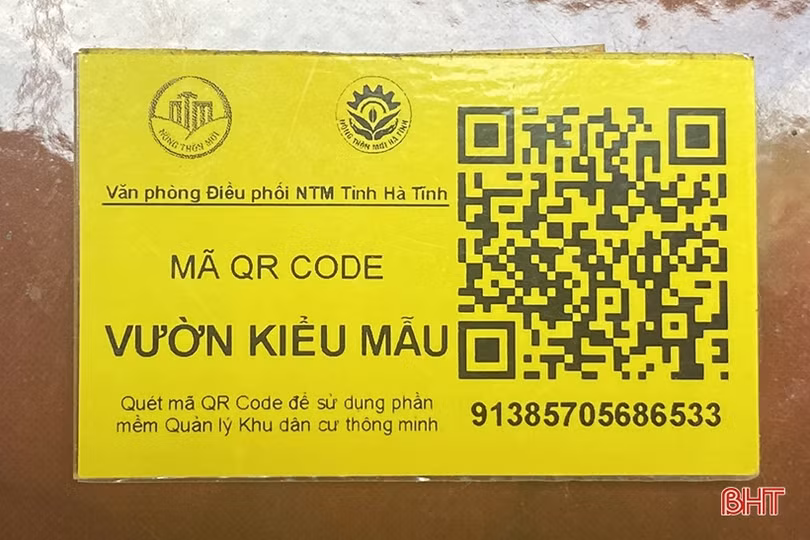 NTM
NÔNG THÔN MỚI
NÔNG THÔN MỚI HÀ TĨNH
Văn phòng Điều phối NTM Tỉnh Hà Tĩnh
MÃ QR CODE
VƯỜN KIỂU MẪU
Quét mã QR Code để sử dụng phần
mềm Quản lý Khu dân cư thông minh
91385705686533
BHT